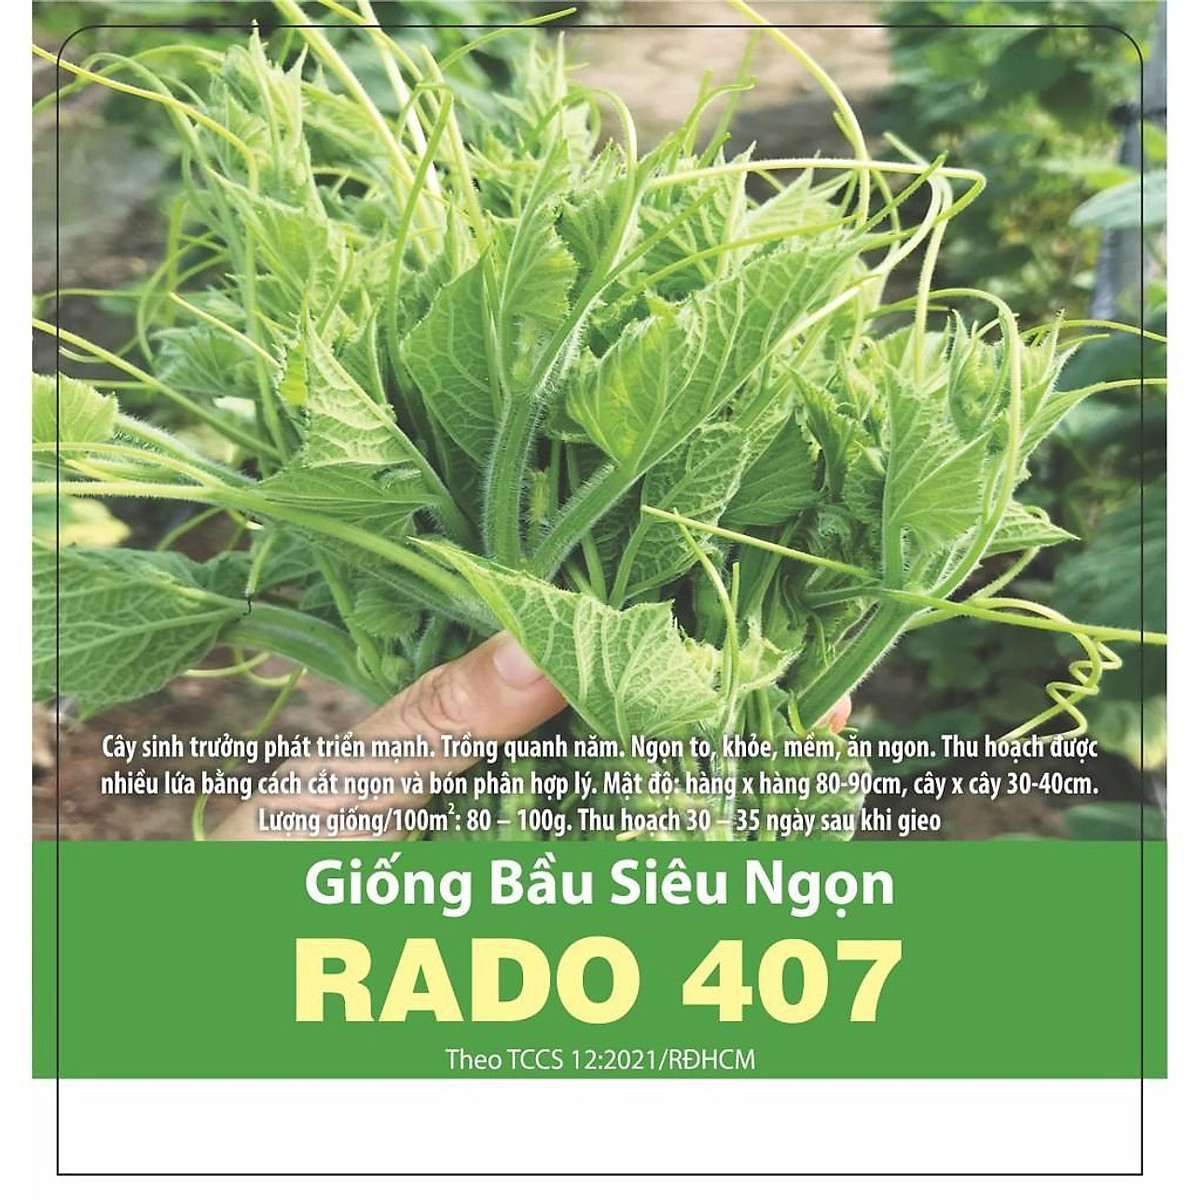 Cây sinh trưởng phát triển mạnh. Trồng quanh năm. Ngọn to, khỏe, mềm, ăn ngon. Thu hoạch được
nhiều lứa bằng cách cắt ngọn và bón phân hợp lý. Mật độ: hàng x hàng 80-90cm, cây x cây 30-40cm.
Lượng giống/100m²: 80 – 100g. Thu hoạch 30 – 35 ngày sau khi gieo
Giống Bầu Siêu Ngọn
RADO 407
Theo TCCS 12:2021/RĐHCM